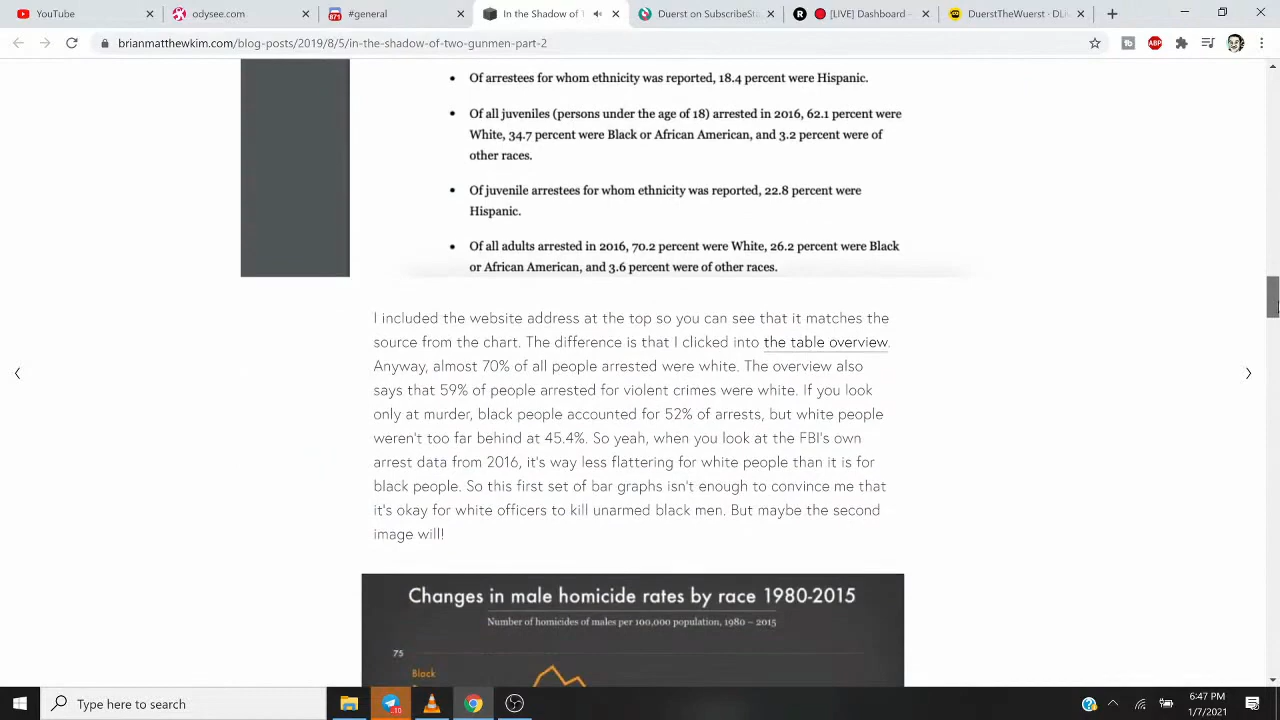 YouTube
odysee.com
#general
In the Shadow of T
Duerst on SubscribeSta
[LIVE] Dashboard -
DuerstTheWurst · DLi
brianmatthewkim.com/blog-posts/2019/8/5/in-the-shadow-of-two-gunmen-part-2
Of arrestees for whom ethnicity was reported, 18.4 percent were Hispanic.
Of all juveniles (persons under the age of 18) arrested in 2016, 62.1 percent were
White, 34.7 percent were Black or African American, and 3.2 percent were of
other races.
Of juvenile arrestees for whom ethnicity was reported, 22.8 percent were
Hispanic.
Of all adults arrested in 2016, 70.2 percent were White, 26.2 percent were Black
or African American, and 3.6 percent were of other races.
I included the website address at the top so you can see that it matches the
source from the chart. The difference is that I clicked into the table overview.
Anyway, almost 70% of all people arrested were white. The overview also
says that 59% of people arrested for violent crimes were white. If you look
only at murder, black people accounted for 52% of arrests, but white people
weren't too far behind at 45.4%. So yeah, when you look at the FBI's own
arrest data from 2016, it's way less flattering for white people than it is for
black people. So this first set of bar graphs isn't enough to convince me that
it's okay for white officers to kill unarmed black men. But maybe the second
image will!
Changes in male homicide rates by race 1980-2015
Number of homicides of males per 100,000 population, 1980 – 2015
75
Black
Type here to search
6:47 PM
1/7/2021